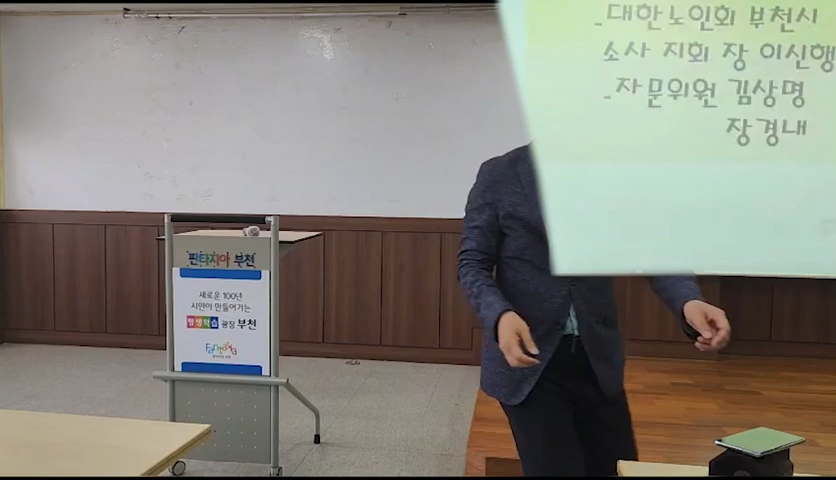 -대한노인회 부천시
소사 지회 장 이신행
-자문위원 김상명
장경내
판타지아 부천
새로운 100년
시민이 만들어가는
평생학습 광장 부천
Fantasia